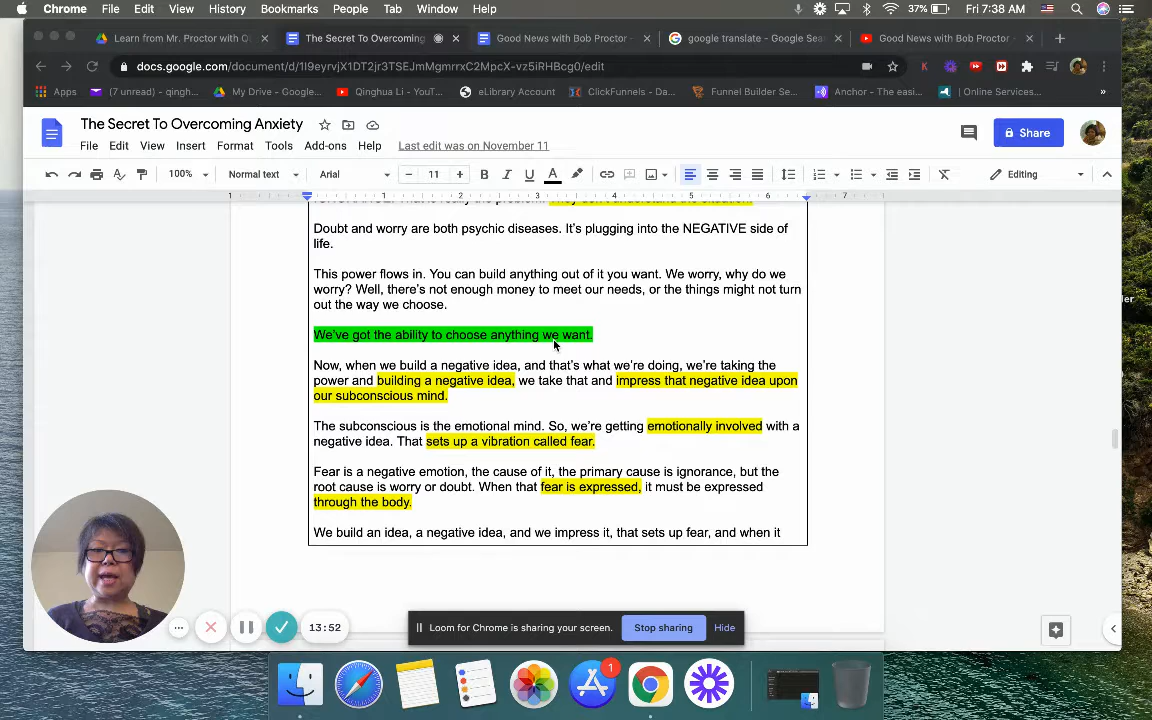 Chrome File Edit View History Bookmarks People Tab Window Help 37% Fri 7:38 AM
Learn from Mr. Proctor with Q The Secret To Overcoming Good News with Bob Proctor - google translate - Google Sea Good News with Bob Proctor -
docs.google.com/document/d/1I9eyrvjX1DT2jr3TSEJmMgmrrxC2MpcX-vz5iRHBcg0/edit
Apps (7 unread) - qingh... My Drive - Google... Qinghua Li - YouT... eLibrary Account ClickFunnels - Da... Funnel Builder Se... Anchor - The easi... | Online Services... »
The Secret To Overcoming Anxiety
Share
File Edit View Insert Format Tools Add-ons Help Last edit was on November 11
100% Normal text Arial 11 B I U A Editing
1 1 2 3 4 5 6 7
Doubt and worry are both psychic diseases. It's plugging into the NEGATIVE side of
life.
This power flows in. You can build anything out of it you want. We worry, why do we
worry? Well, there's not enough money to meet our needs, or the things might not turn
out the way we choose.
We've got the ability to choose anything we want.
Now, when we build a negative idea, and that's what we're doing, we're taking the
power and building a negative idea, we take that and impress that negative idea upon
our subconscious mind.
The subconscious is the emotional mind. So, we're getting emotionally involved with a
negative idea. That sets up a vibration called fear.
Fear is a negative emotion, the cause of it, the primary cause is ignorance, but the
root cause is worry or doubt. When that fear is expressed, it must be expressed
through the body.
We build an idea, a negative idea, and we impress it, that sets up fear, and when it
13:52
Loom for Chrome is sharing your screen. Stop sharing Hide
1